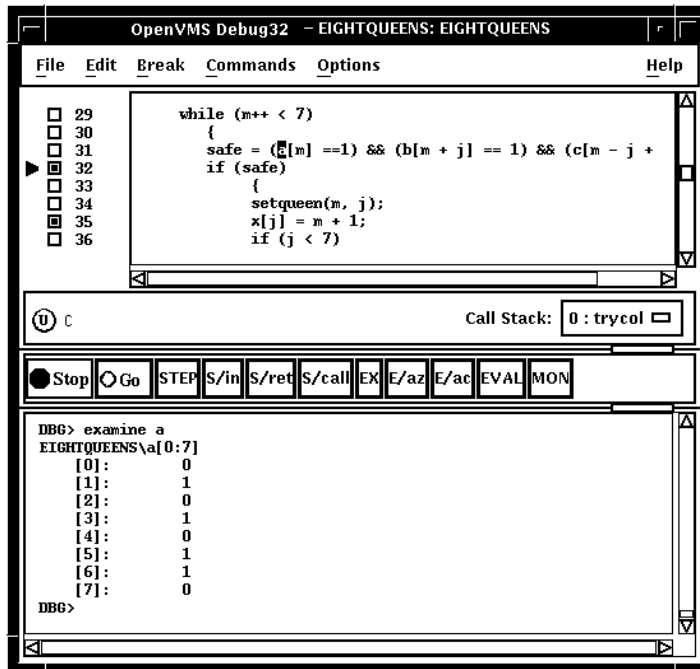 OpenVMS Debug32 – EIGHTQUEENS: EIGHTQUEENS
File Edit Break Commands Options Help
29 while (m++ < 7)
30 {
31 safe = (a[m] ==1) && (b[m + j] == 1) && (c[m - j +
32 if (safe)
33 {
34 setqueen(m, j);
35 x[j] = m + 1;
36 if (j < 7)
U C Call Stack: 0 : trycol
Stop Go STEP S/in S/ret S/call EX E/az E/ac EVAL MON
DBG> examine a
EIGHTQUEENS\a[0:7]
[0]: 0
[1]: 1
[2]: 0
[3]: 1
[4]: 0
[5]: 1
[6]: 1
[7]: 0
DBG>